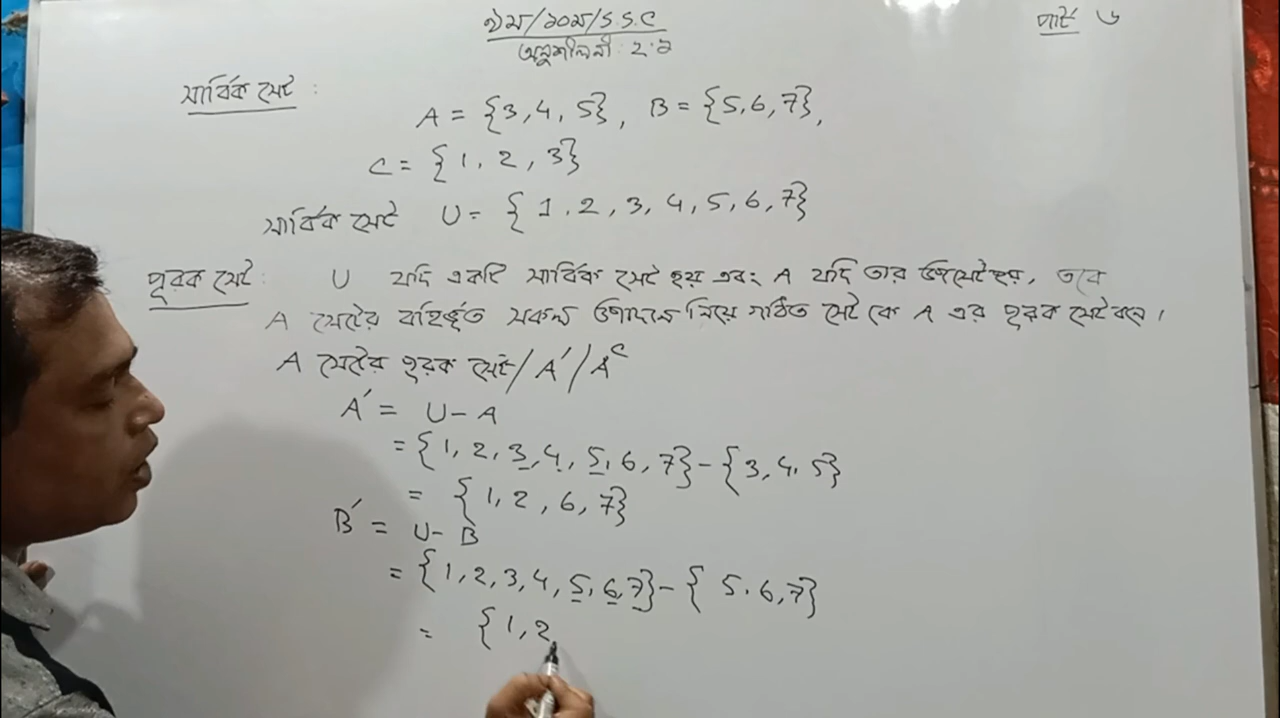 ৯ম/১০ম/S.S.C
অনুশীলনী: ২.১
পার্ট ৬
সার্বিক সেট :
A = {3, 4, 5}, B = {5, 6, 7},
C = {1, 2, 3}
সার্বিক সেট U = {1, 2, 3, 4, 5, 6, 7}
পূরক সেট: U যদি একটি সার্বিক সেট হয় এবং A যদি তার উপসেট হয়, তবে
A সেটের বহির্ভূত সকল উপাদান নিয়ে গঠিত সেট কে A এর পূরক সেট বলে।
A সেটের পূরক সেট/A′/Aᶜ
A′ = U - A
= {1, 2, 3, 4, 5, 6, 7} - {3, 4, 5}
= {1, 2, 6, 7}
B′ = U - B
= {1, 2, 3, 4, 5, 6, 7} - {5, 6, 7}
= {1, 2